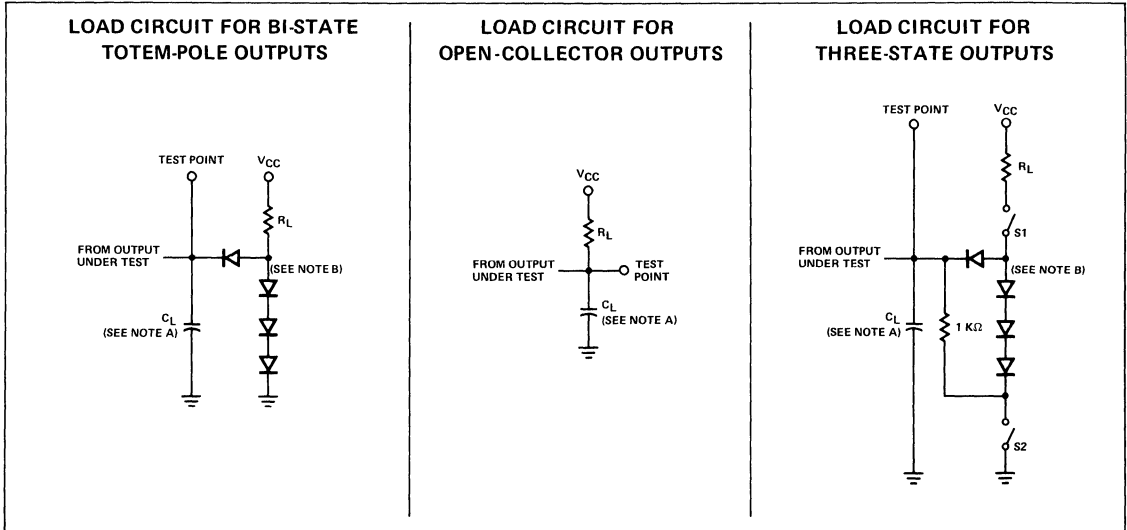 LOAD CIRCUIT FOR BI-STATE
TOTEM-POLE OUTPUTS
TEST POINT
VCC
RL
FROM OUTPUT
UNDER TEST
(SEE NOTE B)
CL
(SEE NOTE A)
LOAD CIRCUIT FOR
OPEN-COLLECTOR OUTPUTS
VCC
RL
FROM OUTPUT
UNDER TEST
TEST
POINT
CL
(SEE NOTE A)
LOAD CIRCUIT FOR
THREE-STATE OUTPUTS
TEST POINT
VCC
RL
S1
FROM OUTPUT
UNDER TEST
(SEE NOTE B)
CL
(SEE NOTE A)
1 KΩ
S2